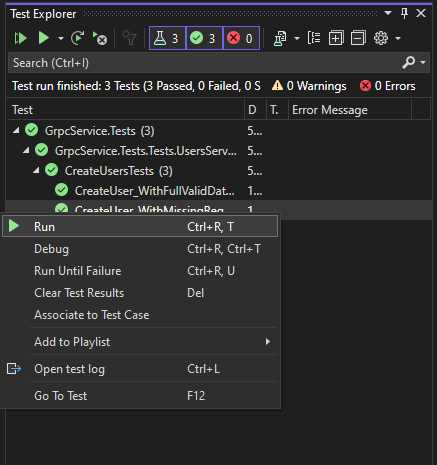 Test Explorer
3 3 0
Search (Ctrl+I)
Test run finished: 3 Tests (3 Passed, 0 Failed, 0 S 0 Warnings 0 Errors
Test D T. Error Message
GrpcService.Tests (3) 5...
GrpcService.Tests.Tests.UsersServ... 5...
CreateUsersTests (3) 5...
CreateUser_WithFullValidDat... 1...
CreateUser_WithMissingReq... 1...
Run Ctrl+R, T
Debug Ctrl+R, Ctrl+T
Run Until Failure Ctrl+R, U
Clear Test Results Del
Associate to Test Case
Add to Playlist
Open test log Ctrl+L
Go To Test F12